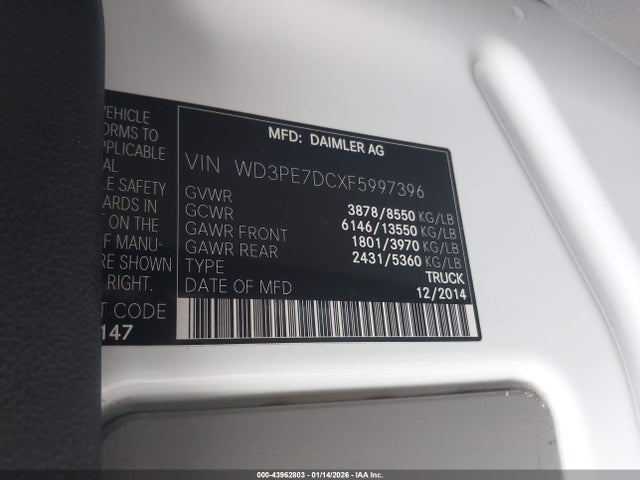 MFD: DAIMLER AG
VIN WD3PE7DCXF5997396
GVWR 3878/8550 KG/LB
GCWR 6146/13550 KG/LB
GAWR FRONT 1801/3970 KG/LB
GAWR REAR 2431/5360 KG/LB
TYPE TRUCK
DATE OF MFD 12/2014
VEHICLE
ORMS TO
APPLICABLE
AL
E SAFETY
ARDS IN
T ON THE
OF MANU-
RE SHOWN
RIGHT.
T CODE
147
000-43962803 - 01/14/2026 - IAA Inc.